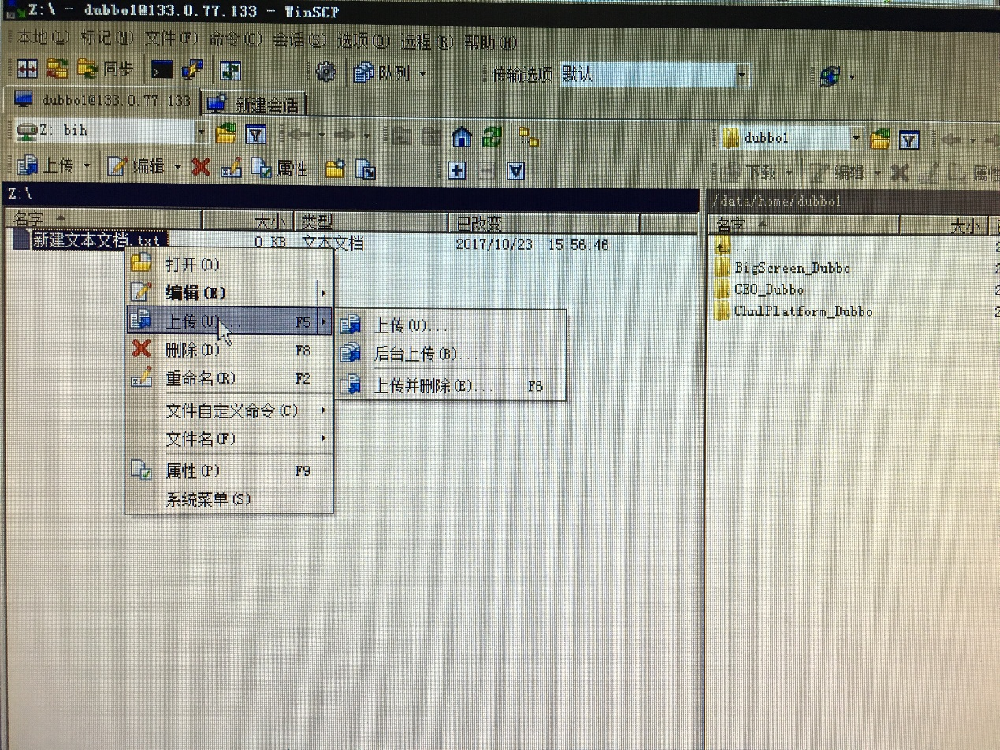 Z:\ - dubbo1@133.0.77.133 - WinSCP
本地(L) 标记(M) 文件(F) 命令(C) 会话(S) 选项(O) 远程(R) 帮助(H)
同步 队列 传输选项 默认
dubbo1@133.0.77.133 新建会话
Z: bih dubbo1
上传 编辑 属性 下载 编辑 属性
Z:\ /data/home/dubbo1
名字 大小 类型 已改变 名字 大小
新建文本文档.txt 0 KB 文本文档 2017/10/23 15:56:46 ..
打开(O) BigScreen_Dubbo
编辑(E) CEO_Dubbo
ChnlPlatform_Dubbo
上传(U)... F5 上传(U)...
删除(D) F8 后台上传(B)...
重命名(R) F2 上传并删除(E)... F6
文件自定义命令(C)
文件名(F)
属性(P) F9
系统菜单(S)